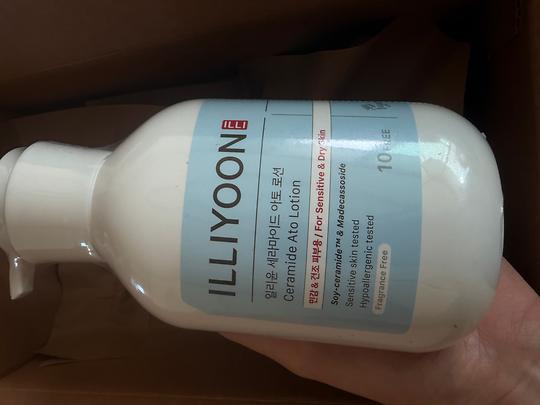 ILLIYOON ILLI
일리윤 세라마이드 아토 로션
Ceramide Ato Lotion
민감 & 건조 피부용 / For Sensitive & Dry Skin
Soy-ceramide™ & Madecassoside
Sensitive skin tested
Hypoallergenic tested
Fragrance Free
10 FREE